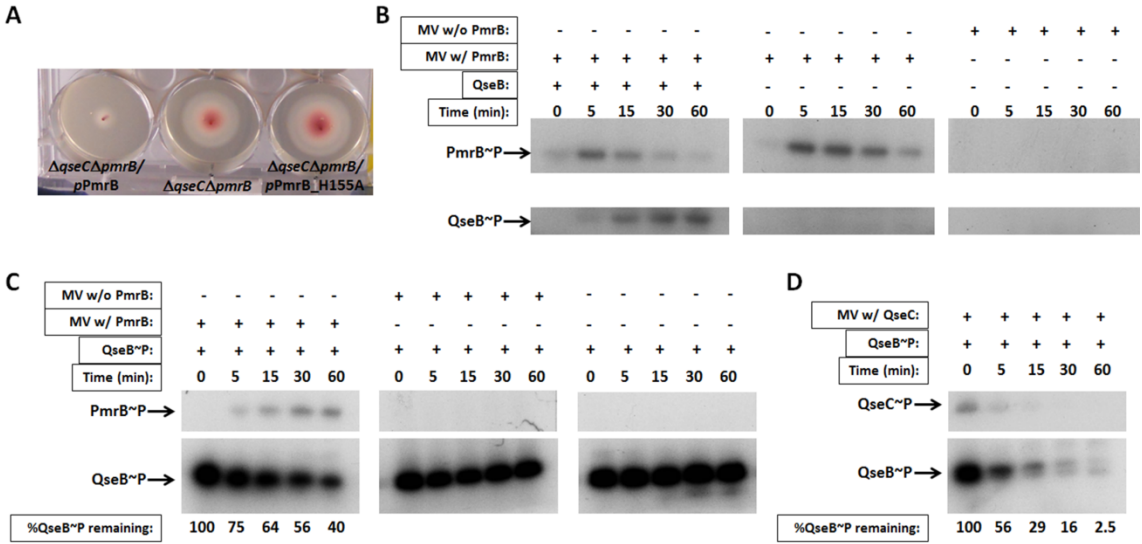 A
ΔqseCΔpmrB/
pPmrB
ΔqseCΔpmrB
ΔqseCΔpmrB/
pPmrB_H155A
B
MV w/o PmrB: - - - - - - - - - - + + + + +
MV w/ PmrB: + + + + + + + + + + - - - - -
QseB: + + + + + - - - - - - - - - -
Time (min): 0 5 15 30 60 0 5 15 30 60 0 5 15 30 60
PmrB~P
QseB~P
C
MV w/o PmrB: - - - - - + + + + + - - - - -
MV w/ PmrB: + + + + + - - - - - - - - - -
QseB~P: + + + + + + + + + + + + + + +
Time (min): 0 5 15 30 60 0 5 15 30 60 0 5 15 30 60
PmrB~P
QseB~P
%QseB~P remaining: 100 75 64 56 40
D
MV w/ QseC: + + + + +
QseB~P: + + + + +
Time (min): 0 5 15 30 60
QseC~P
QseB~P
%QseB~P remaining: 100 56 29 16 2.5